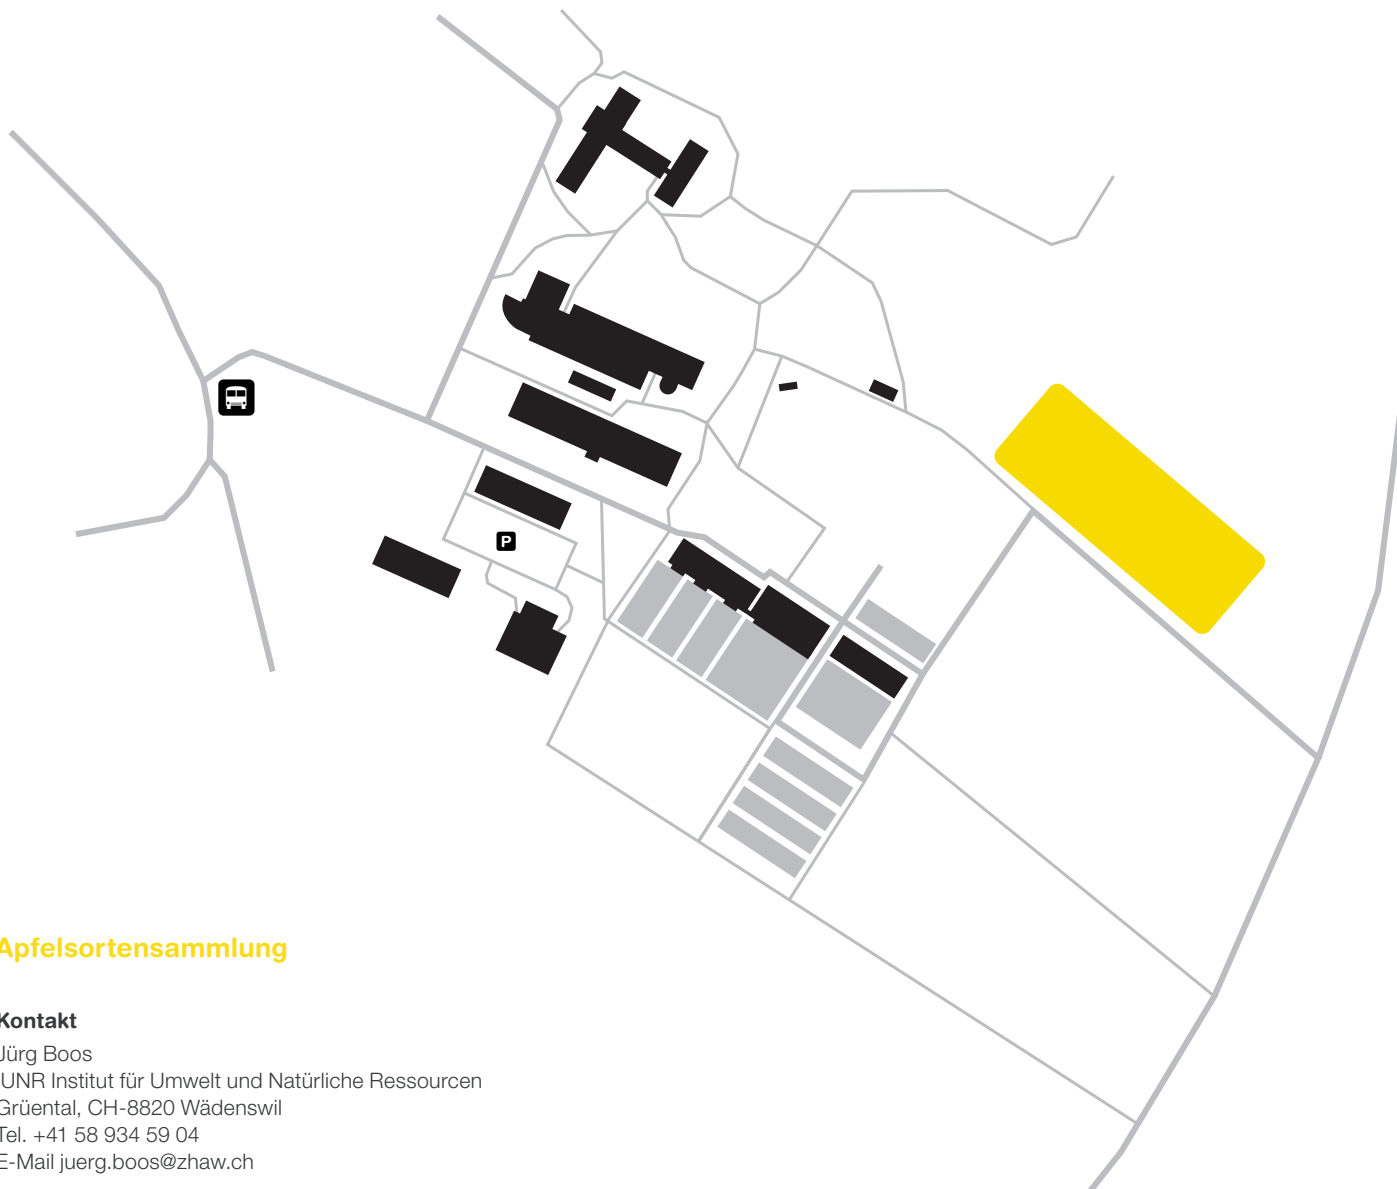 P
Apfelsortensammlung
Kontakt
Jürg Boos
IUNR Institut für Umwelt und Natürliche Ressourcen
Grüental, CH-8820 Wädenswil
Tel. +41 58 934 59 04
E-Mail juerg.boos@zhaw.ch